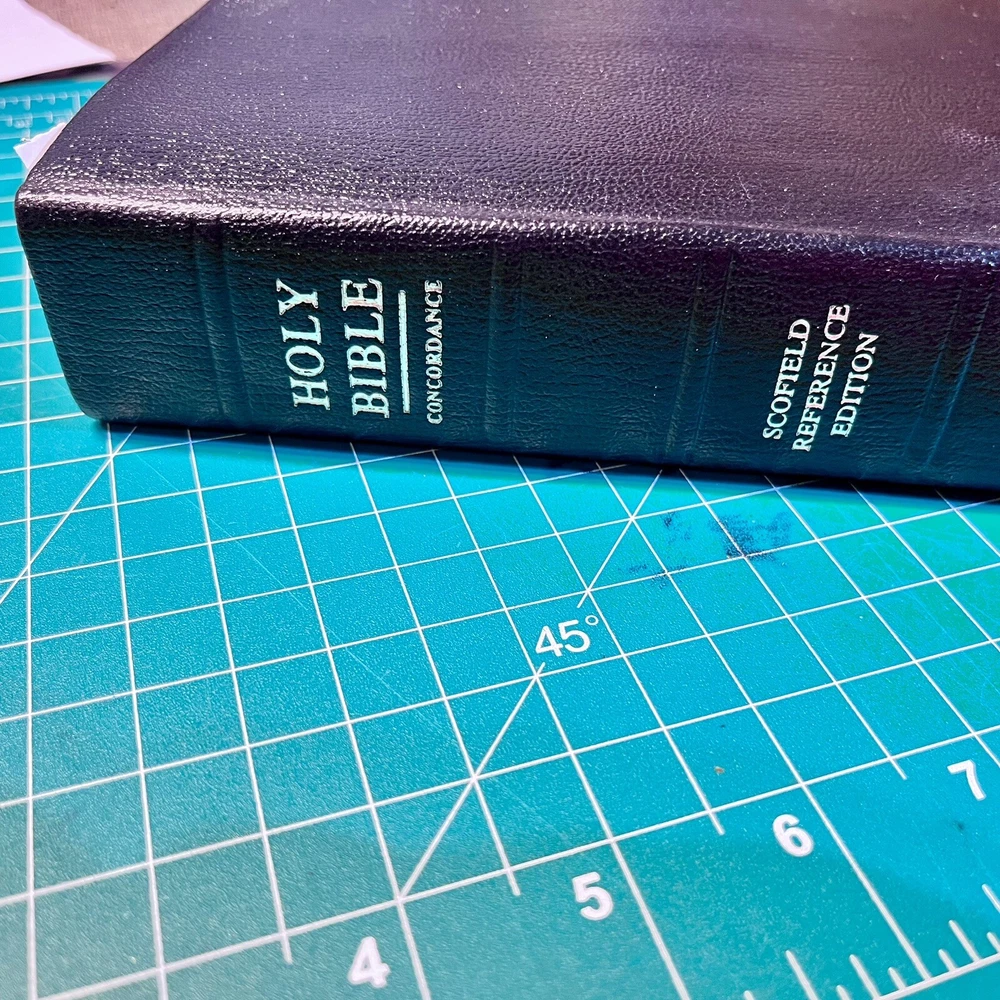 HOLY
BIBLE
CONCORDANCE
SCOFIELD
REFERENCE
EDITION
45°
4
5
6
7